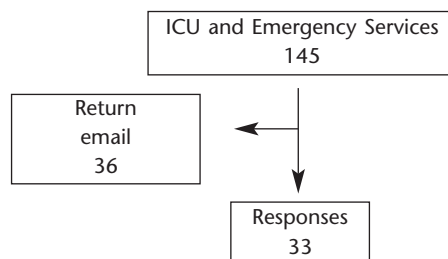 ICU and Emergency Services
145
Return
email
36
Responses
33